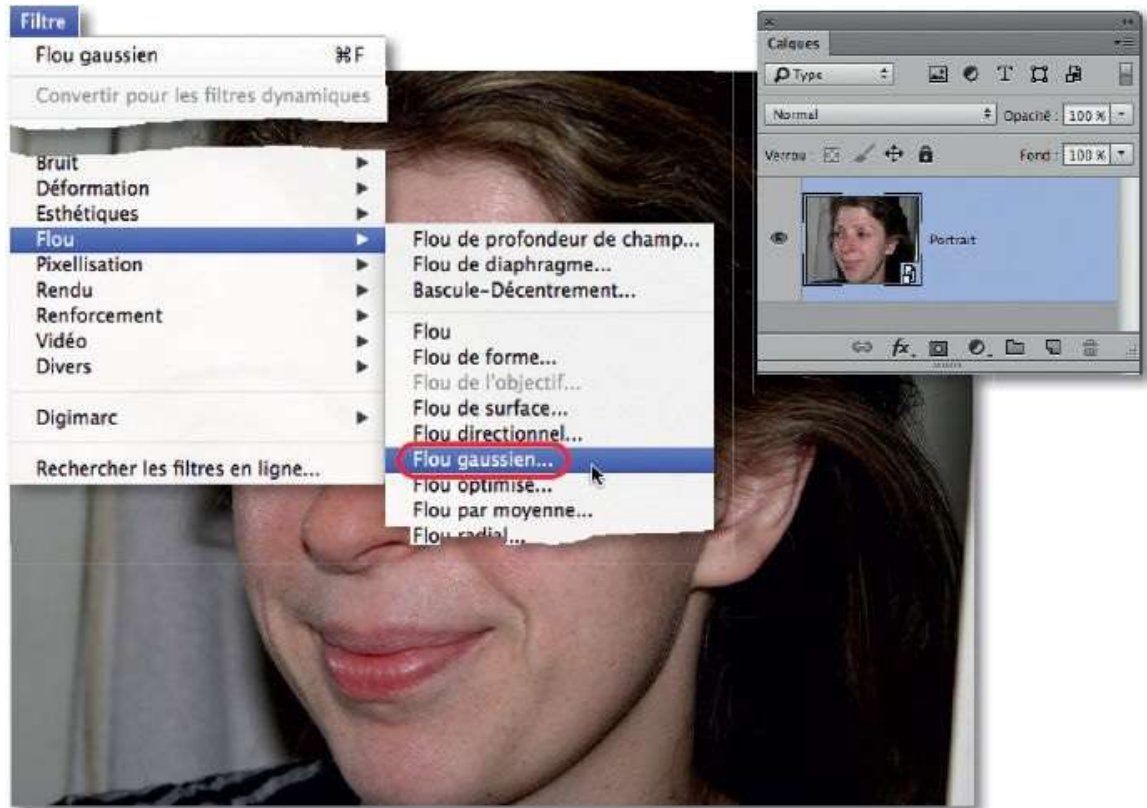 Filtre
Flou gaussien ⌘F
Convertir pour les filtres dynamiques
Bruit
Déformation
Esthétiques
Flou
Pixellisation
Rendu
Renforcement
Vidéo
Divers
Digimarc
Rechercher les filtres en ligne...
Flou de profondeur de champ...
Flou de diaphragme...
Bascule-Décentrement...
Flou
Flou de forme...
Flou de l'objectif...
Flou de surface...
Flou directionnel...
Flou gaussien...
Flou optimisé...
Flou par moyenne...
Flou radial...
Calques
Type
Normal Opacité : 100 %
Verrou : Fond : 100 %
Portrait
fx